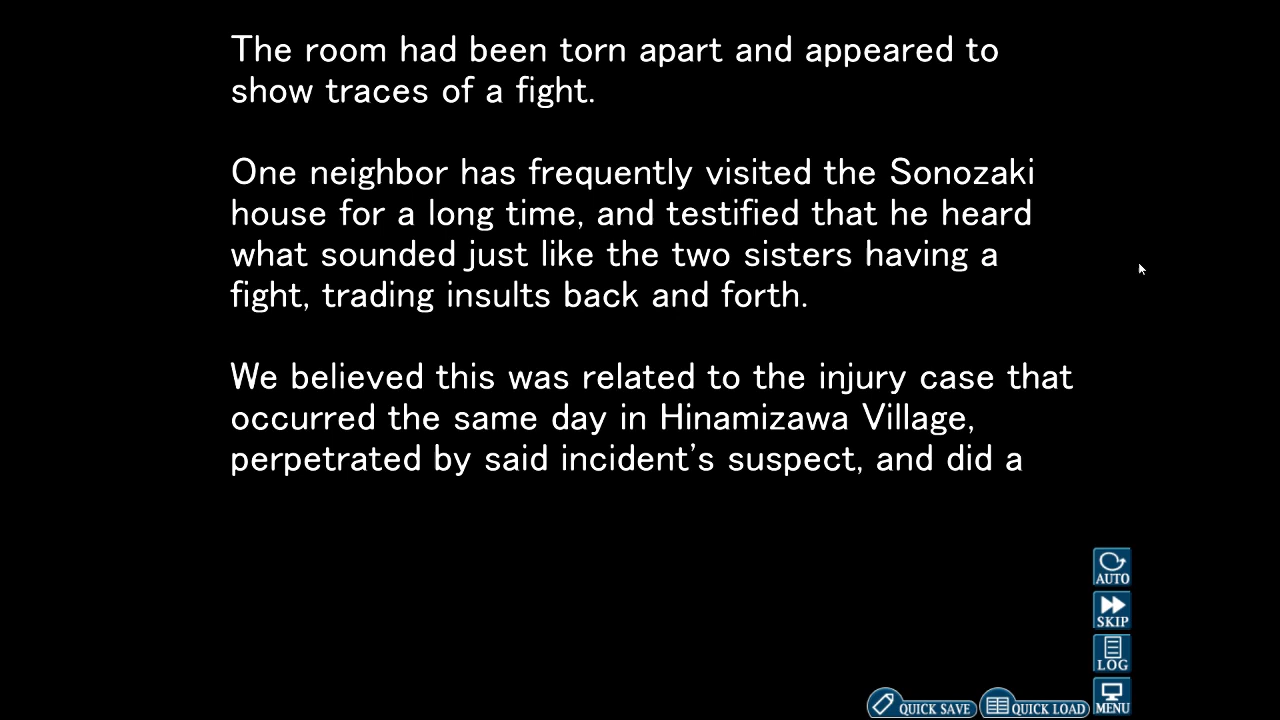 The room had been torn apart and appeared to
show traces of a fight.
One neighbor has frequently visited the Sonozaki
house for a long time, and testified that he heard
what sounded just like the two sisters having a
fight, trading insults back and forth.
We believed this was related to the injury case that
occurred the same day in Hinamizawa Village,
perpetrated by said incident's suspect, and did a
AUTO
SKIP
LOG
QUICK SAVE QUICK LOAD MENU